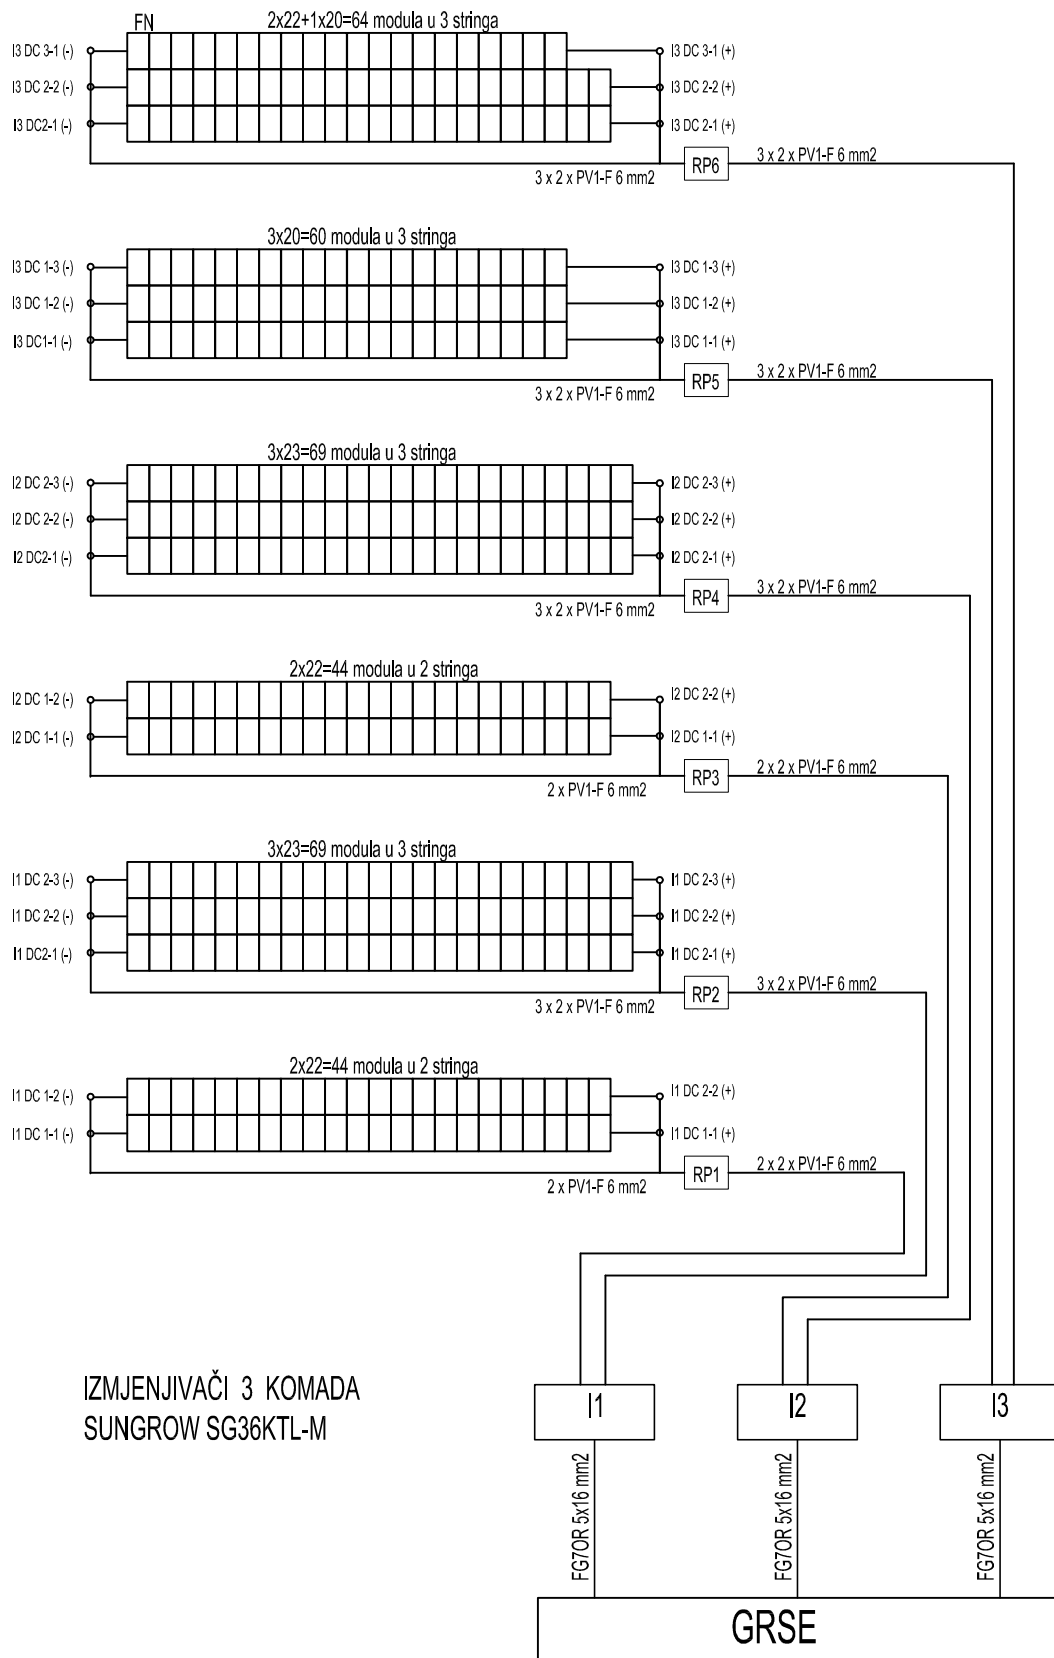 FN
2x22+1x20=64 modula u 3 stringa
I3 DC 3-1 (-)
I3 DC 3-1 (+)
I3 DC 2-2 (-)
I3 DC 2-2 (+)
I3 DC2-1 (-)
I3 DC 2-1 (+)
3 x 2 x PV1-F 6 mm2
RP6
3 x 2 x PV1-F 6 mm2
3x20=60 modula u 3 stringa
I3 DC 1-3 (-)
I3 DC 1-3 (+)
I3 DC 1-2 (-)
I3 DC 1-2 (+)
I3 DC1-1 (-)
I3 DC 1-1 (+)
3 x 2 x PV1-F 6 mm2
RP5
3 x 2 x PV1-F 6 mm2
3x23=69 modula u 3 stringa
I2 DC 2-3 (-)
I2 DC 2-3 (+)
I2 DC 2-2 (-)
I2 DC 2-2 (+)
I2 DC2-1 (-)
I2 DC 2-1 (+)
3 x 2 x PV1-F 6 mm2
RP4
3 x 2 x PV1-F 6 mm2
2x22=44 modula u 2 stringa
I2 DC 1-2 (-)
I2 DC 2-2 (+)
I2 DC 1-1 (-)
I2 DC 1-1 (+)
2 x PV1-F 6 mm2
RP3
2 x 2 x PV1-F 6 mm2
3x23=69 modula u 3 stringa
I1 DC 2-3 (-)
I1 DC 2-3 (+)
I1 DC 2-2 (-)
I1 DC 2-2 (+)
I1 DC2-1 (-)
I1 DC 2-1 (+)
3 x 2 x PV1-F 6 mm2
RP2
3 x 2 x PV1-F 6 mm2
2x22=44 modula u 2 stringa
I1 DC 1-2 (-)
I1 DC 2-2 (+)
I1 DC 1-1 (-)
I1 DC 1-1 (+)
2 x PV1-F 6 mm2
RP1
2 x 2 x PV1-F 6 mm2
IZMJENJIVAČI 3 KOMADA
SUNGROW SG36KTL-M
I1
I2
I3
FG7OR 5x16 mm2
FG7OR 5x16 mm2
FG7OR 5x16 mm2
GRSE